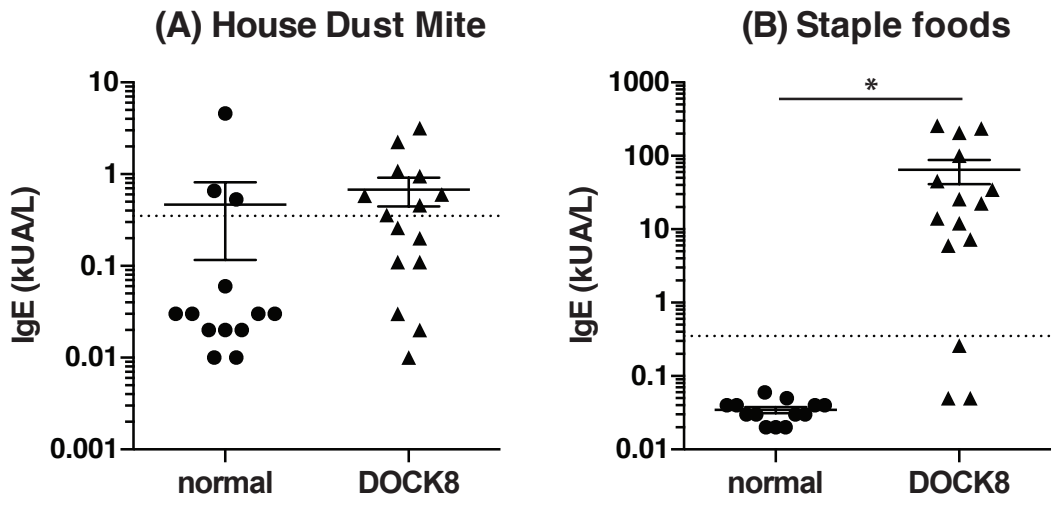 (A) House Dust Mite
IgE (kUA/L)
10
1
0.1
0.01
0.001
normal DOCK8
(B) Staple foods
IgE (kUA/L)
1000
100
10
1
0.1
0.01
*
normal DOCK8